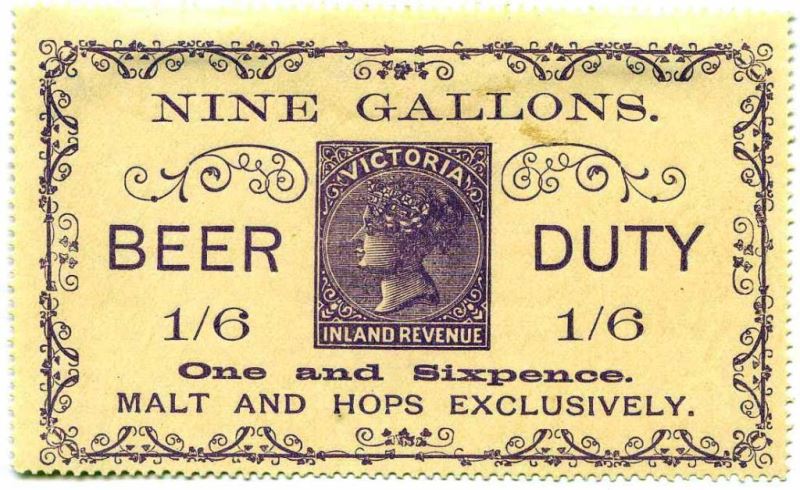 NINE GALLONS.
VICTORIA
BEER DUTY
1/6 1/6
INLAND REVENUE
One and Sixpence.
MALT AND HOPS EXCLUSIVELY.